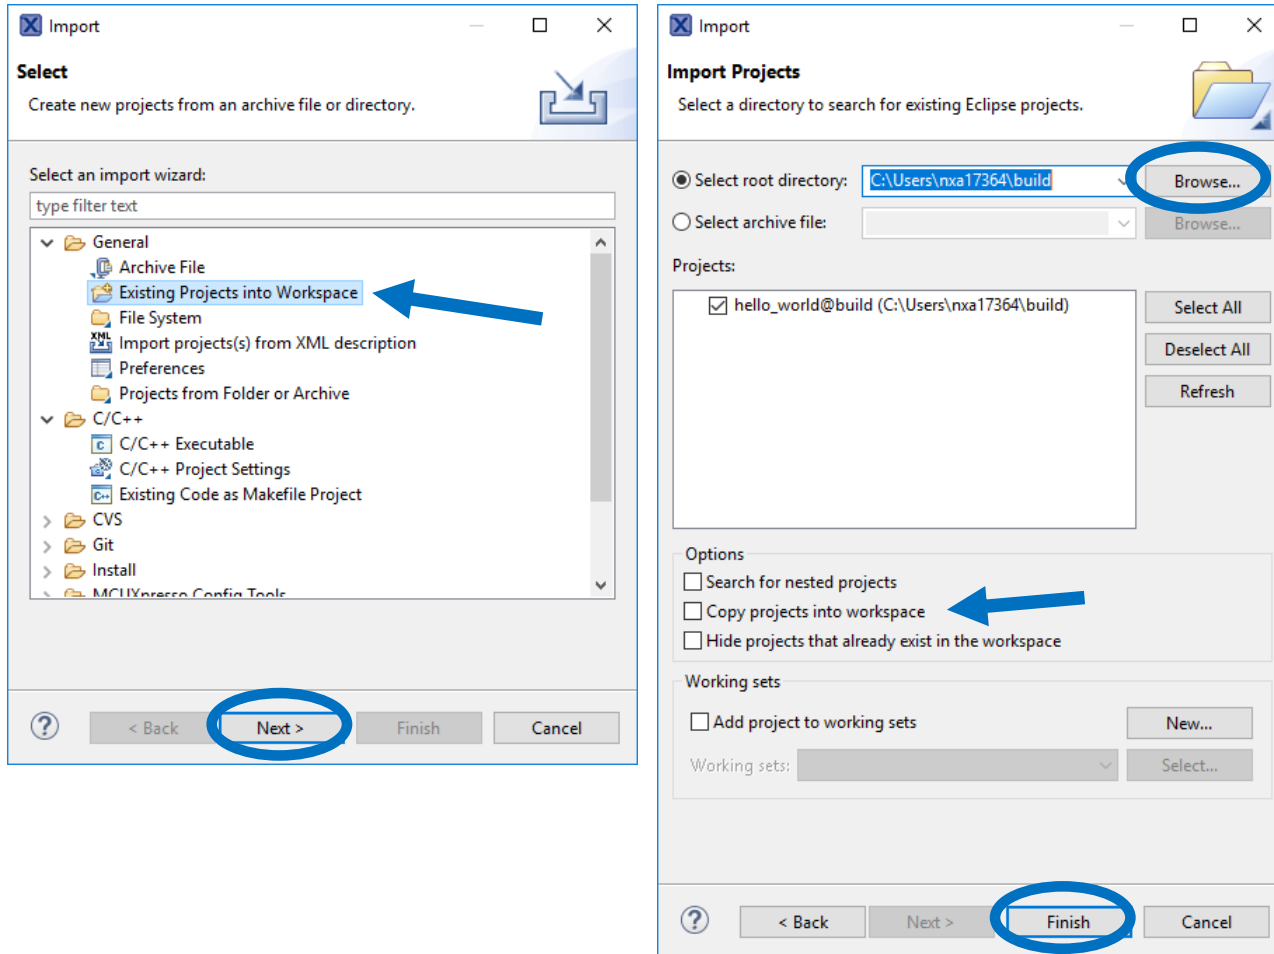 Import
Select
Create new projects from an archive file or directory.
Select an import wizard:
type filter text
General
Archive File
Existing Projects into Workspace
File System
XML
Import projects(s) from XML description
Preferences
Projects from Folder or Archive
C/C++
C/C++ Executable
C/C++ Project Settings
Existing Code as Makefile Project
CVS
Git
Install
MCUXpresso Config Tools
< Back Next > Finish Cancel
Import
Import Projects
Select a directory to search for existing Eclipse projects.
Select root directory: C:\Users\nxa17364\build Browse...
Select archive file: Browse...
Projects:
hello_world@build (C:\Users\nxa17364\build)
Select All
Deselect All
Refresh
Options
Search for nested projects
Copy projects into workspace
Hide projects that already exist in the workspace
Working sets
Add project to working sets New...
Working sets: Select...
< Back Next > Finish Cancel